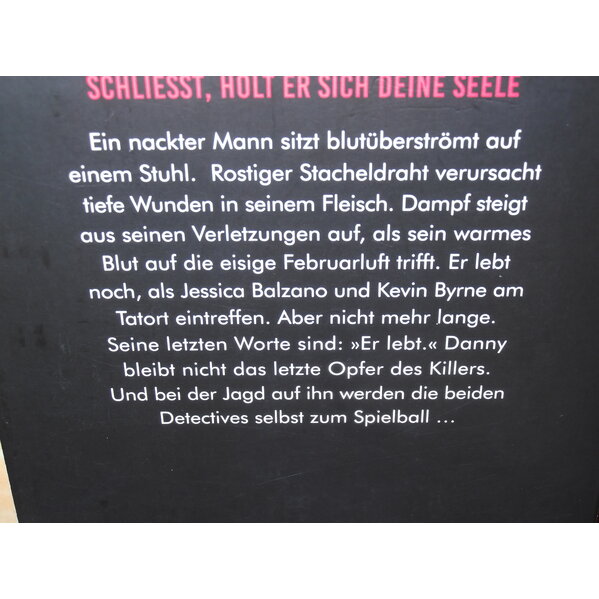 SCHLIESST, HOLT ER SICH DEINE SEELE
Ein nackter Mann sitzt blutüberströmt auf
einem Stuhl. Rostiger Stacheldraht verursacht
tiefe Wunden in seinem Fleisch. Dampf steigt
aus seinen Verletzungen auf, als sein warmes
Blut auf die eisige Februarluft trifft. Er lebt
noch, als Jessica Balzano und Kevin Byrne am
Tatort eintreffen. Aber nicht mehr lange.
Seine letzten Worte sind: »Er lebt.« Danny
bleibt nicht das letzte Opfer des Killers.
Und bei der Jagd auf ihn werden die beiden
Detectives selbst zum Spielball ...